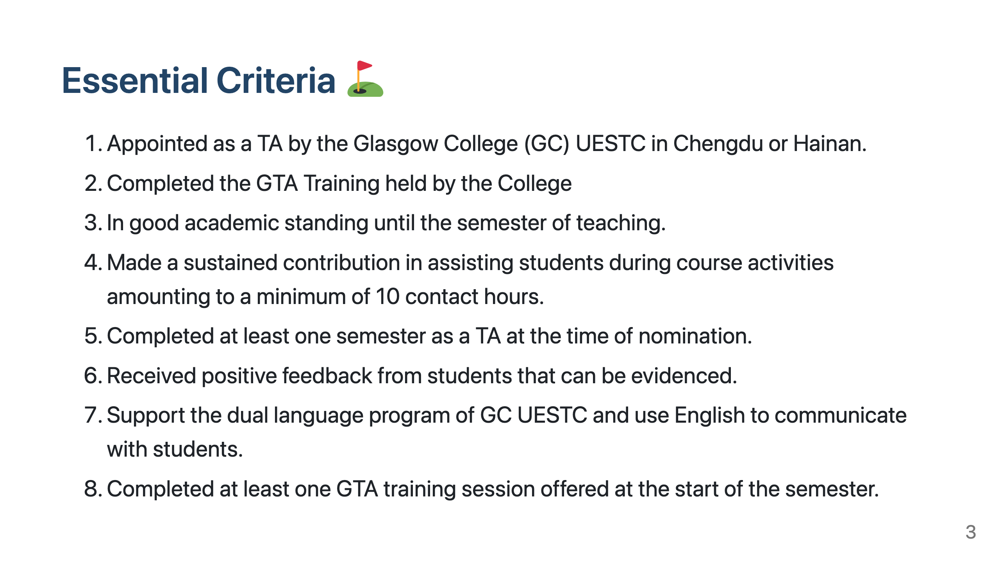 Essential Criteria ⛳
1. Appointed as a TA by the Glasgow College (GC) UESTC in Chengdu or Hainan.
2. Completed the GTA Training held by the College
3. In good academic standing until the semester of teaching.
4. Made a sustained contribution in assisting students during course activities
amounting to a minimum of 10 contact hours.
5. Completed at least one semester as a TA at the time of nomination.
6. Received positive feedback from students that can be evidenced.
7. Support the dual language program of GC UESTC and use English to communicate
with students.
8. Completed at least one GTA training session offered at the start of the semester.
3